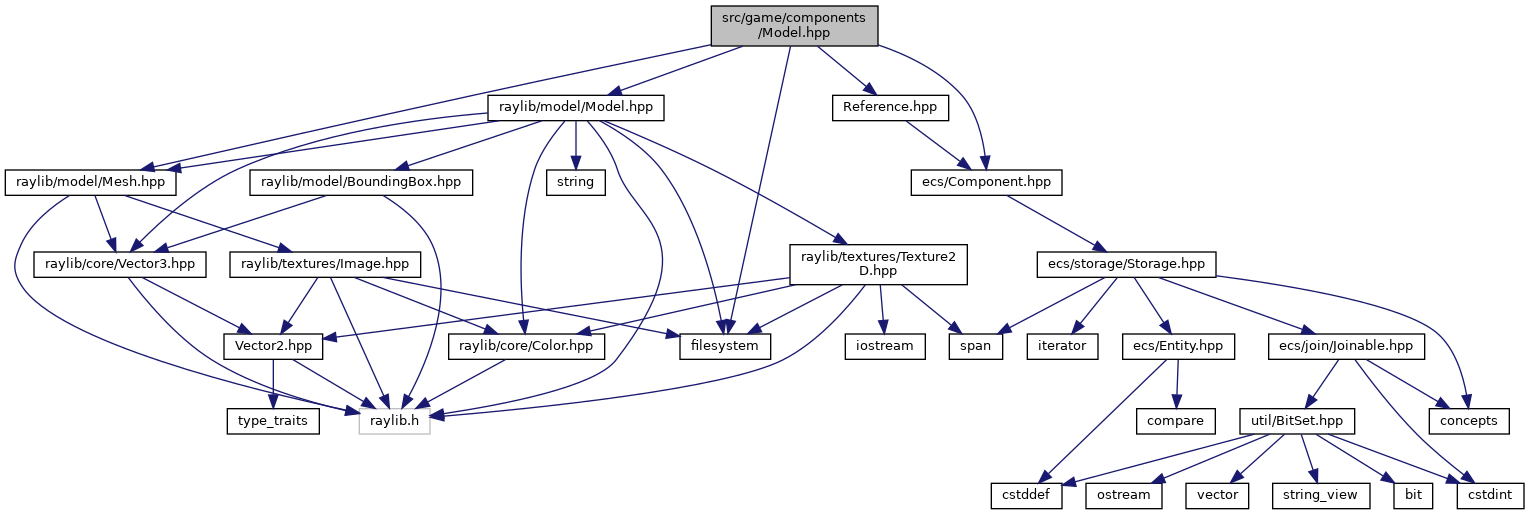 src/game/components
/Model.hpp
raylib/model/Model.hpp
Reference.hpp
raylib/model/Mesh.hpp
raylib/model/BoundingBox.hpp
string
ecs/Component.hpp
raylib/core/Vector3.hpp
raylib/textures/Image.hpp
raylib/textures/Texture2
D.hpp
ecs/storage/Storage.hpp
Vector2.hpp
raylib/core/Color.hpp
filesystem
iostream
span
iterator
ecs/Entity.hpp
ecs/join/Joinable.hpp
type_traits
raylib.h
compare
util/BitSet.hpp
concepts
cstddef
ostream
vector
string_view
bit
cstdint